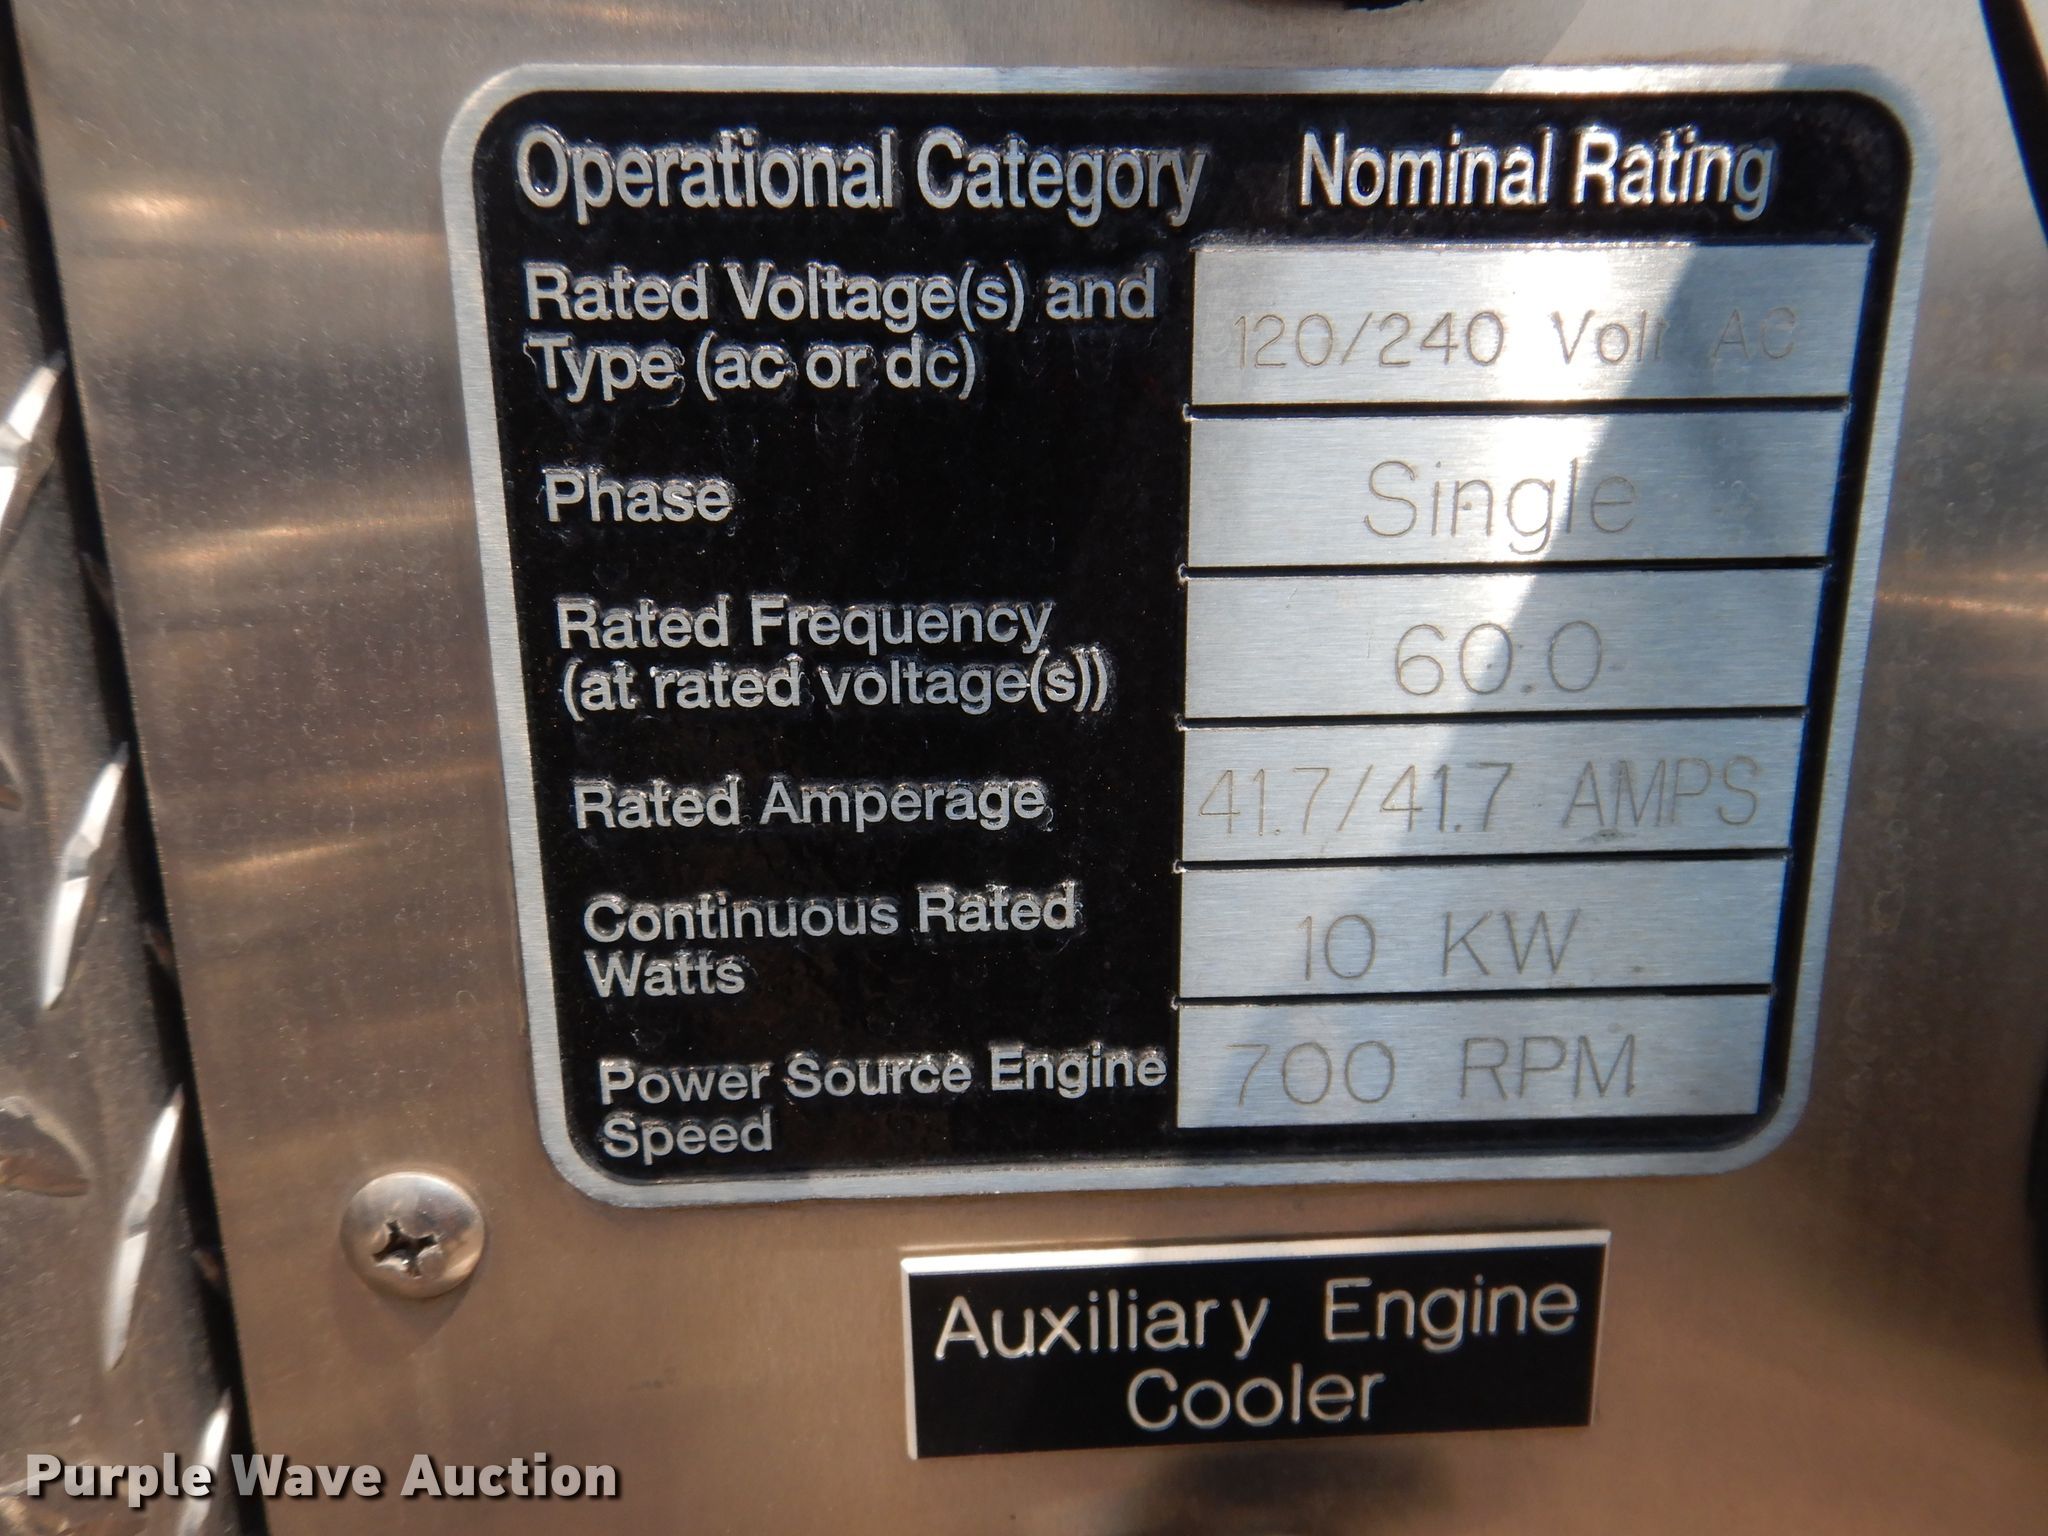 Operational Category Nominal Rating
Rated Voltage(s) and
Type (ac or dc)
120/240 Volt AC
Phase
Single
Rated Frequency
(at rated voltage(s))
60.0
Rated Amperage
41.7/41.7 AMPS
Continuous Rated
Watts
10 KW
Power Source Engine
Speed
700 RPM
Auxiliary Engine
Cooler
Purple Wave Auction